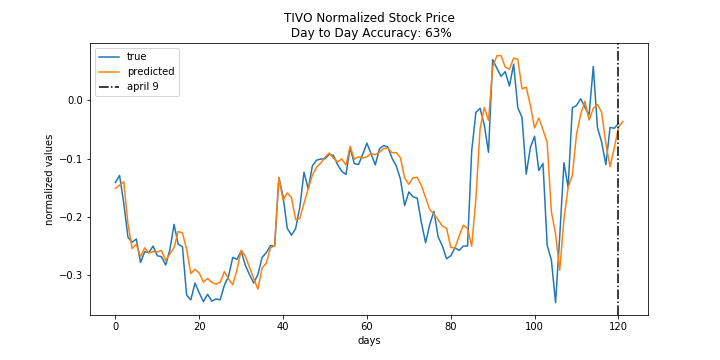 TIVO Normalized Stock Price
Day to Day Accuracy: 63%
true
predicted
april 9
normalized values
0.0
−0.1
−0.2
−0.3
0 20 40 60 80 100 120
days